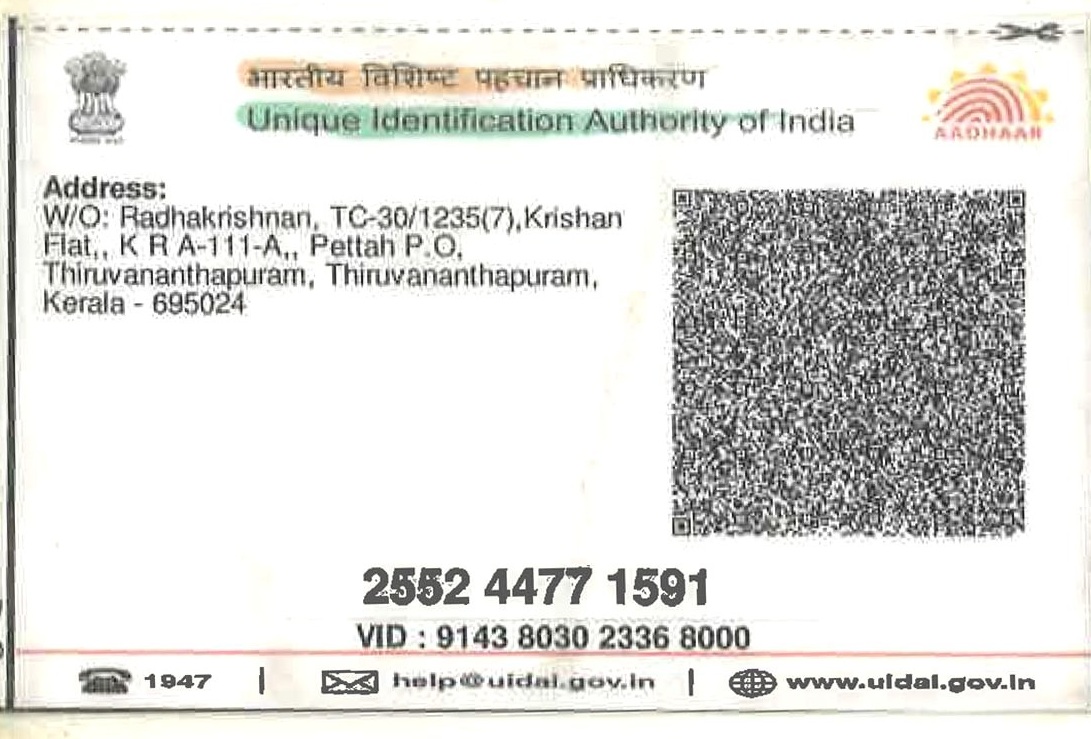 भारतीय विशिष्ट पहचान प्राधिकरण
Unique Identification Authority of India
AADHAAR
Address:
W/O: Radhakrishnan, TC-30/1235(7),Krishan
Flat,, K R A-111-A,, Pettah P.O,
Thiruvananthapuram, Thiruvananthapuram,
Kerala - 695024
2552 4477 1591
VID : 9143 8030 2336 8000
1947 | help@uidai.gov.in | www.uidai.gov.in